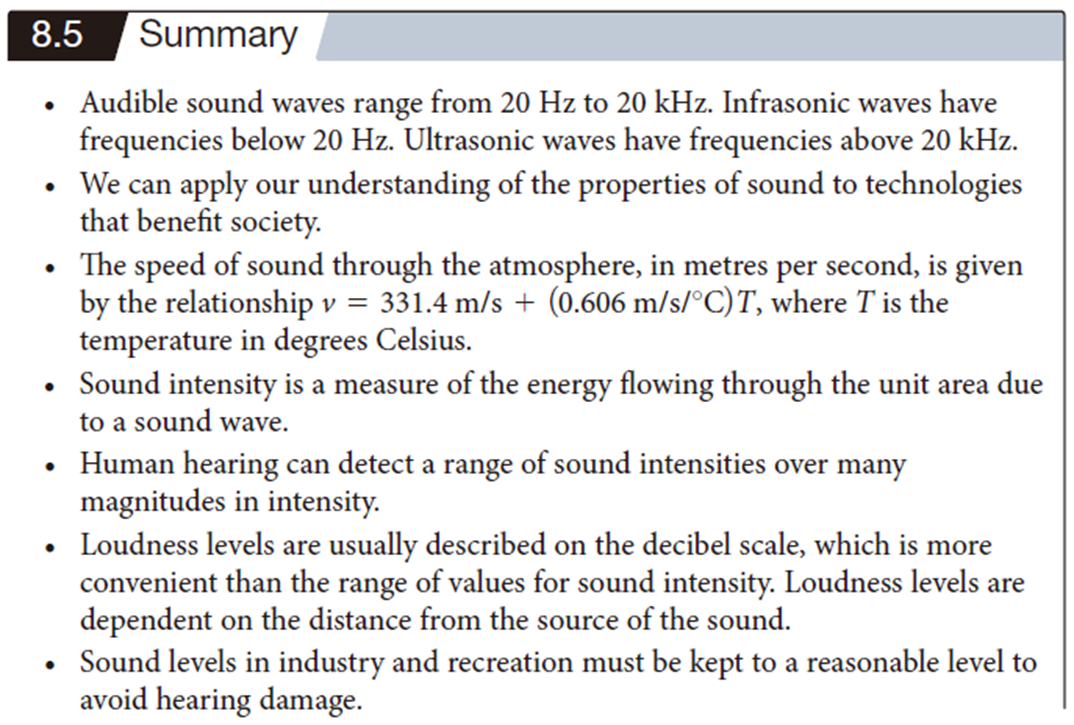 8.5 Summary
• Audible sound waves range from 20 Hz to 20 kHz. Infrasonic waves have
frequencies below 20 Hz. Ultrasonic waves have frequencies above 20 kHz.
• We can apply our understanding of the properties of sound to technologies
that benefit society.
• The speed of sound through the atmosphere, in metres per second, is given
by the relationship v = 331.4 m/s + (0.606 m/s/°C)T, where T is the
temperature in degrees Celsius.
• Sound intensity is a measure of the energy flowing through the unit area due
to a sound wave.
• Human hearing can detect a range of sound intensities over many
magnitudes in intensity.
• Loudness levels are usually described on the decibel scale, which is more
convenient than the range of values for sound intensity. Loudness levels are
dependent on the distance from the source of the sound.
• Sound levels in industry and recreation must be kept to a reasonable level to
avoid hearing damage.